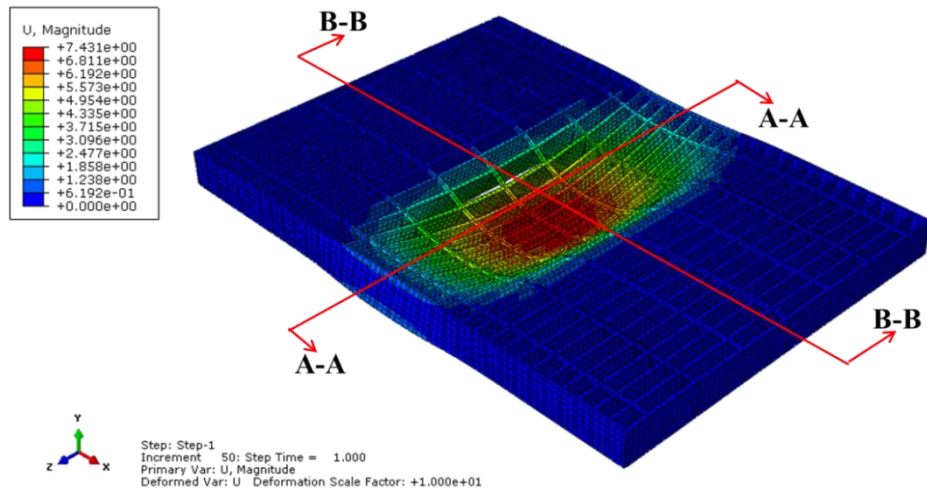 U, Magnitude
+7.431e+00
+6.811e+00
+6.192e+00
+5.573e+00
+4.954e+00
+4.335e+00
+3.715e+00
+3.096e+00
+2.477e+00
+1.858e+00
+1.238e+00
+6.192e-01
+0.000e+00
B-B
A-A
B-B
A-A
Y
Z X
Step: Step-1
Increment 50: Step Time = 1.000
Primary Var: U, Magnitude
Deformed Var: U Deformation Scale Factor: +1.000e+01